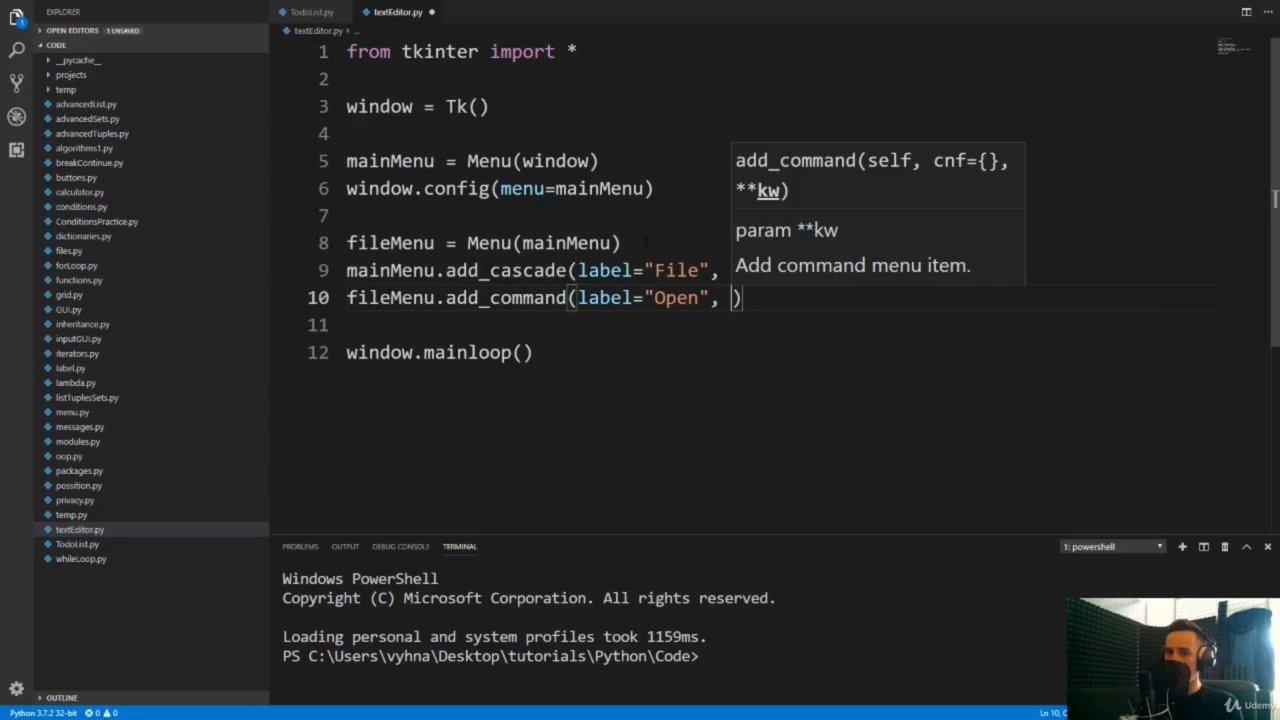 EXPLORER
OPEN EDITORS 1 UNSAVED
CODE
__pycache__
projects
temp
advancedList.py
advancedSets.py
advancedTuples.py
algorithms1.py
breakContinue.py
buttons.py
calculator.py
conditions.py
ConditionsPractice.py
dictionaries.py
files.py
forLoop.py
functions.py
grid.py
GUI.py
inheritance.py
inputGUI.py
iterators.py
label.py
lambda.py
listTuplesSets.py
menu.py
messages.py
modules.py
oop.py
packages.py
possition.py
privacy.py
temp.py
textEditor.py
TodoList.py
whileLoop.py
OUTLINE
TodoList.py textEditor.py
textEditor.py > ...
1 from tkinter import *
2
3 window = Tk()
4
5 mainMenu = Menu(window)
6 window.config(menu=mainMenu)
7
8 fileMenu = Menu(mainMenu)
9 mainMenu.add_cascade(label="File",
10 fileMenu.add_command(label="Open", )
11
12 window.mainloop()
add_command(self, cnf={},
**kw)
param **kw
Add command menu item.
PROBLEMS OUTPUT DEBUG CONSOLE TERMINAL 1: powershell
Windows PowerShell
Copyright (C) Microsoft Corporation. All rights reserved.
Loading personal and system profiles took 1159ms.
PS C:\Users\vyhna\Desktop\tutorials\Python\Code>
Python 3.7.2 32-bit 0 0 Ln 10,
Udemy